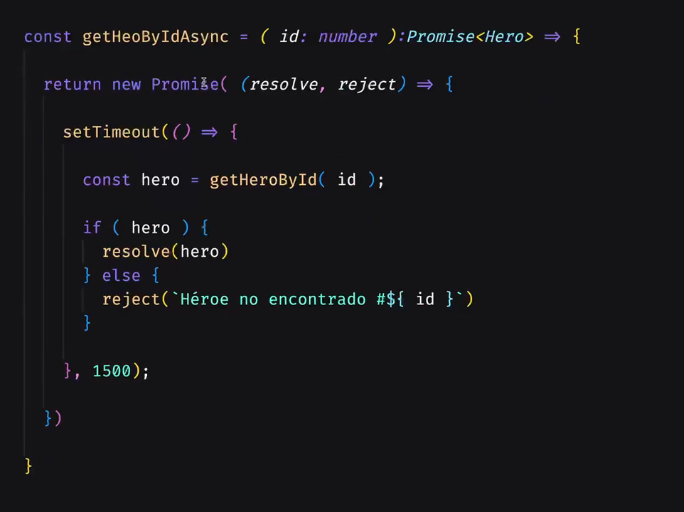 const getHeoByIdAsync = ( id: number ):Promise<Hero> => {
return new Promise( (resolve, reject) => {
setTimeout(() => {
const hero = getHeroById( id );
if ( hero ) {
resolve(hero)
} else {
reject(`Héroe no encontrado #${ id }`)
}
}, 1500);
})
}